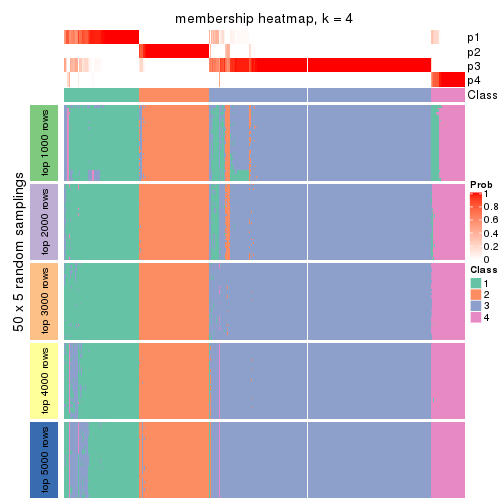 membership heatmap, k = 4
p1
p2
p3
p4
Class
50 x 5 random samplings
top 1000 rows
top 2000 rows
top 3000 rows
top 4000 rows
top 5000 rows
Prob
1
0.8
0.6
0.4
0.2
0
Class
1
2
3
4